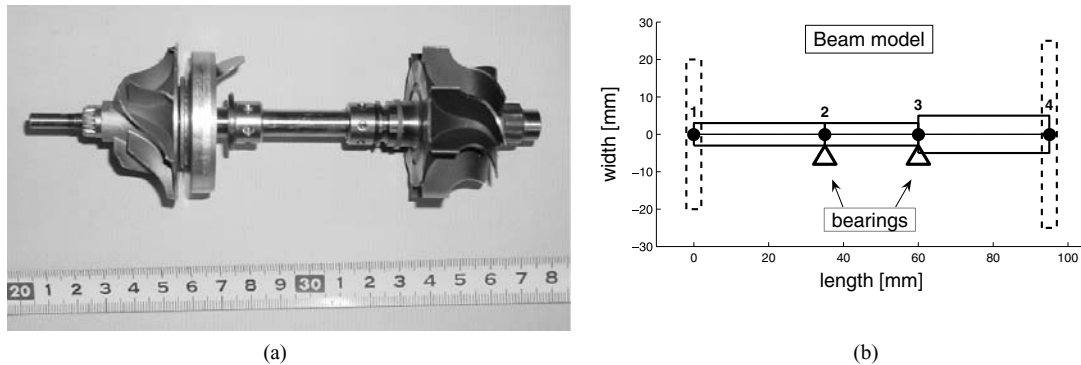 20 1 2 3 4 5 6 7 8 9 30 1 2 3 4 5 6 7 8
(a)
Beam model
30
20
10
0
−10
−20
−30
width [mm]
1 2 3 4
bearings
0 20 40 60 80 100
length [mm]
(b)